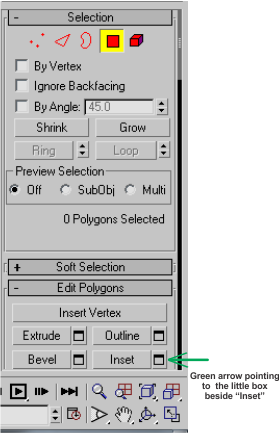 - Selection
By Vertex
Ignore Backfacing
By Angle: 45.0
Shrink Grow
Ring Loop
Preview Selection
Off SubObj Multi
0 Polygons Selected
+ Soft Selection
- Edit Polygons
Insert Vertex
Extrude Outline
Bevel Inset
Green arrow pointing
to the little box
beside "Inset"